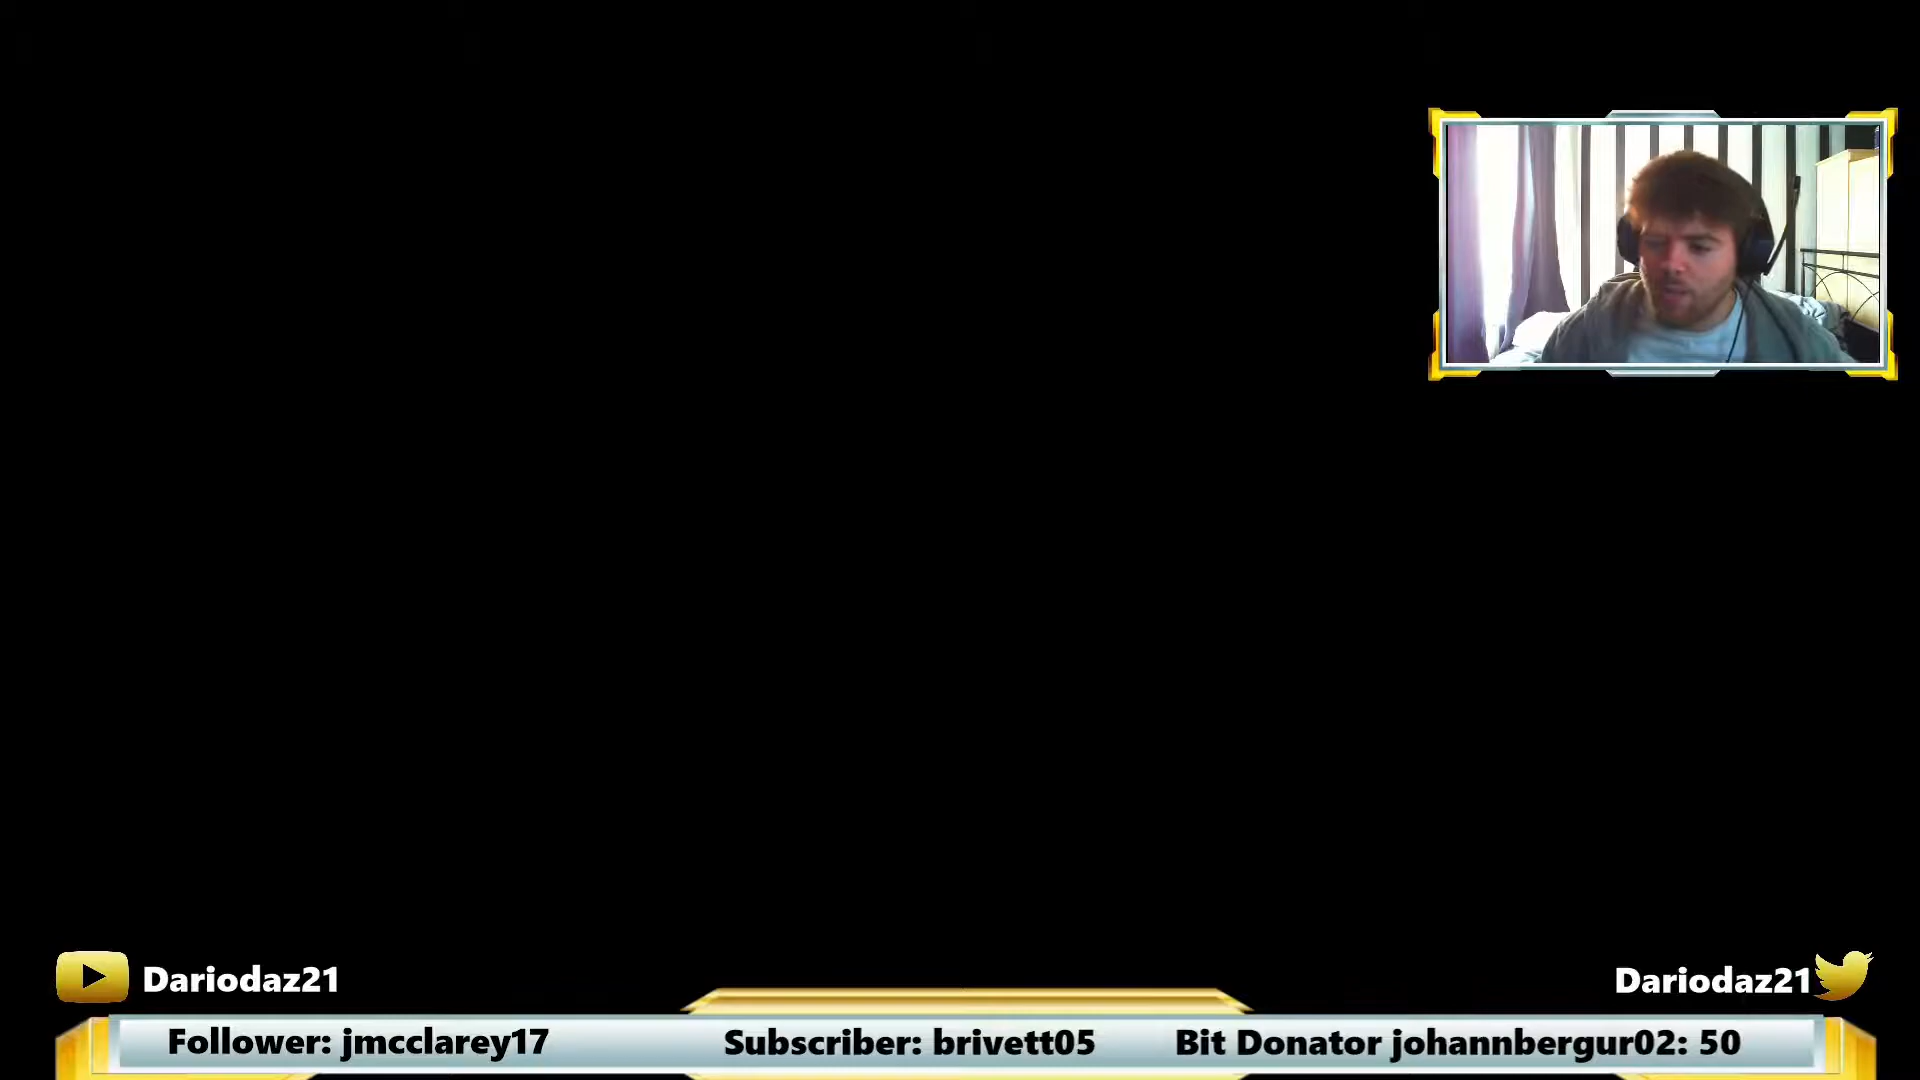 Dariodaz21
Dariodaz21
Follower: jmcclarey17
Subscriber: brivett05
Bit Donator johannbergur02: 50